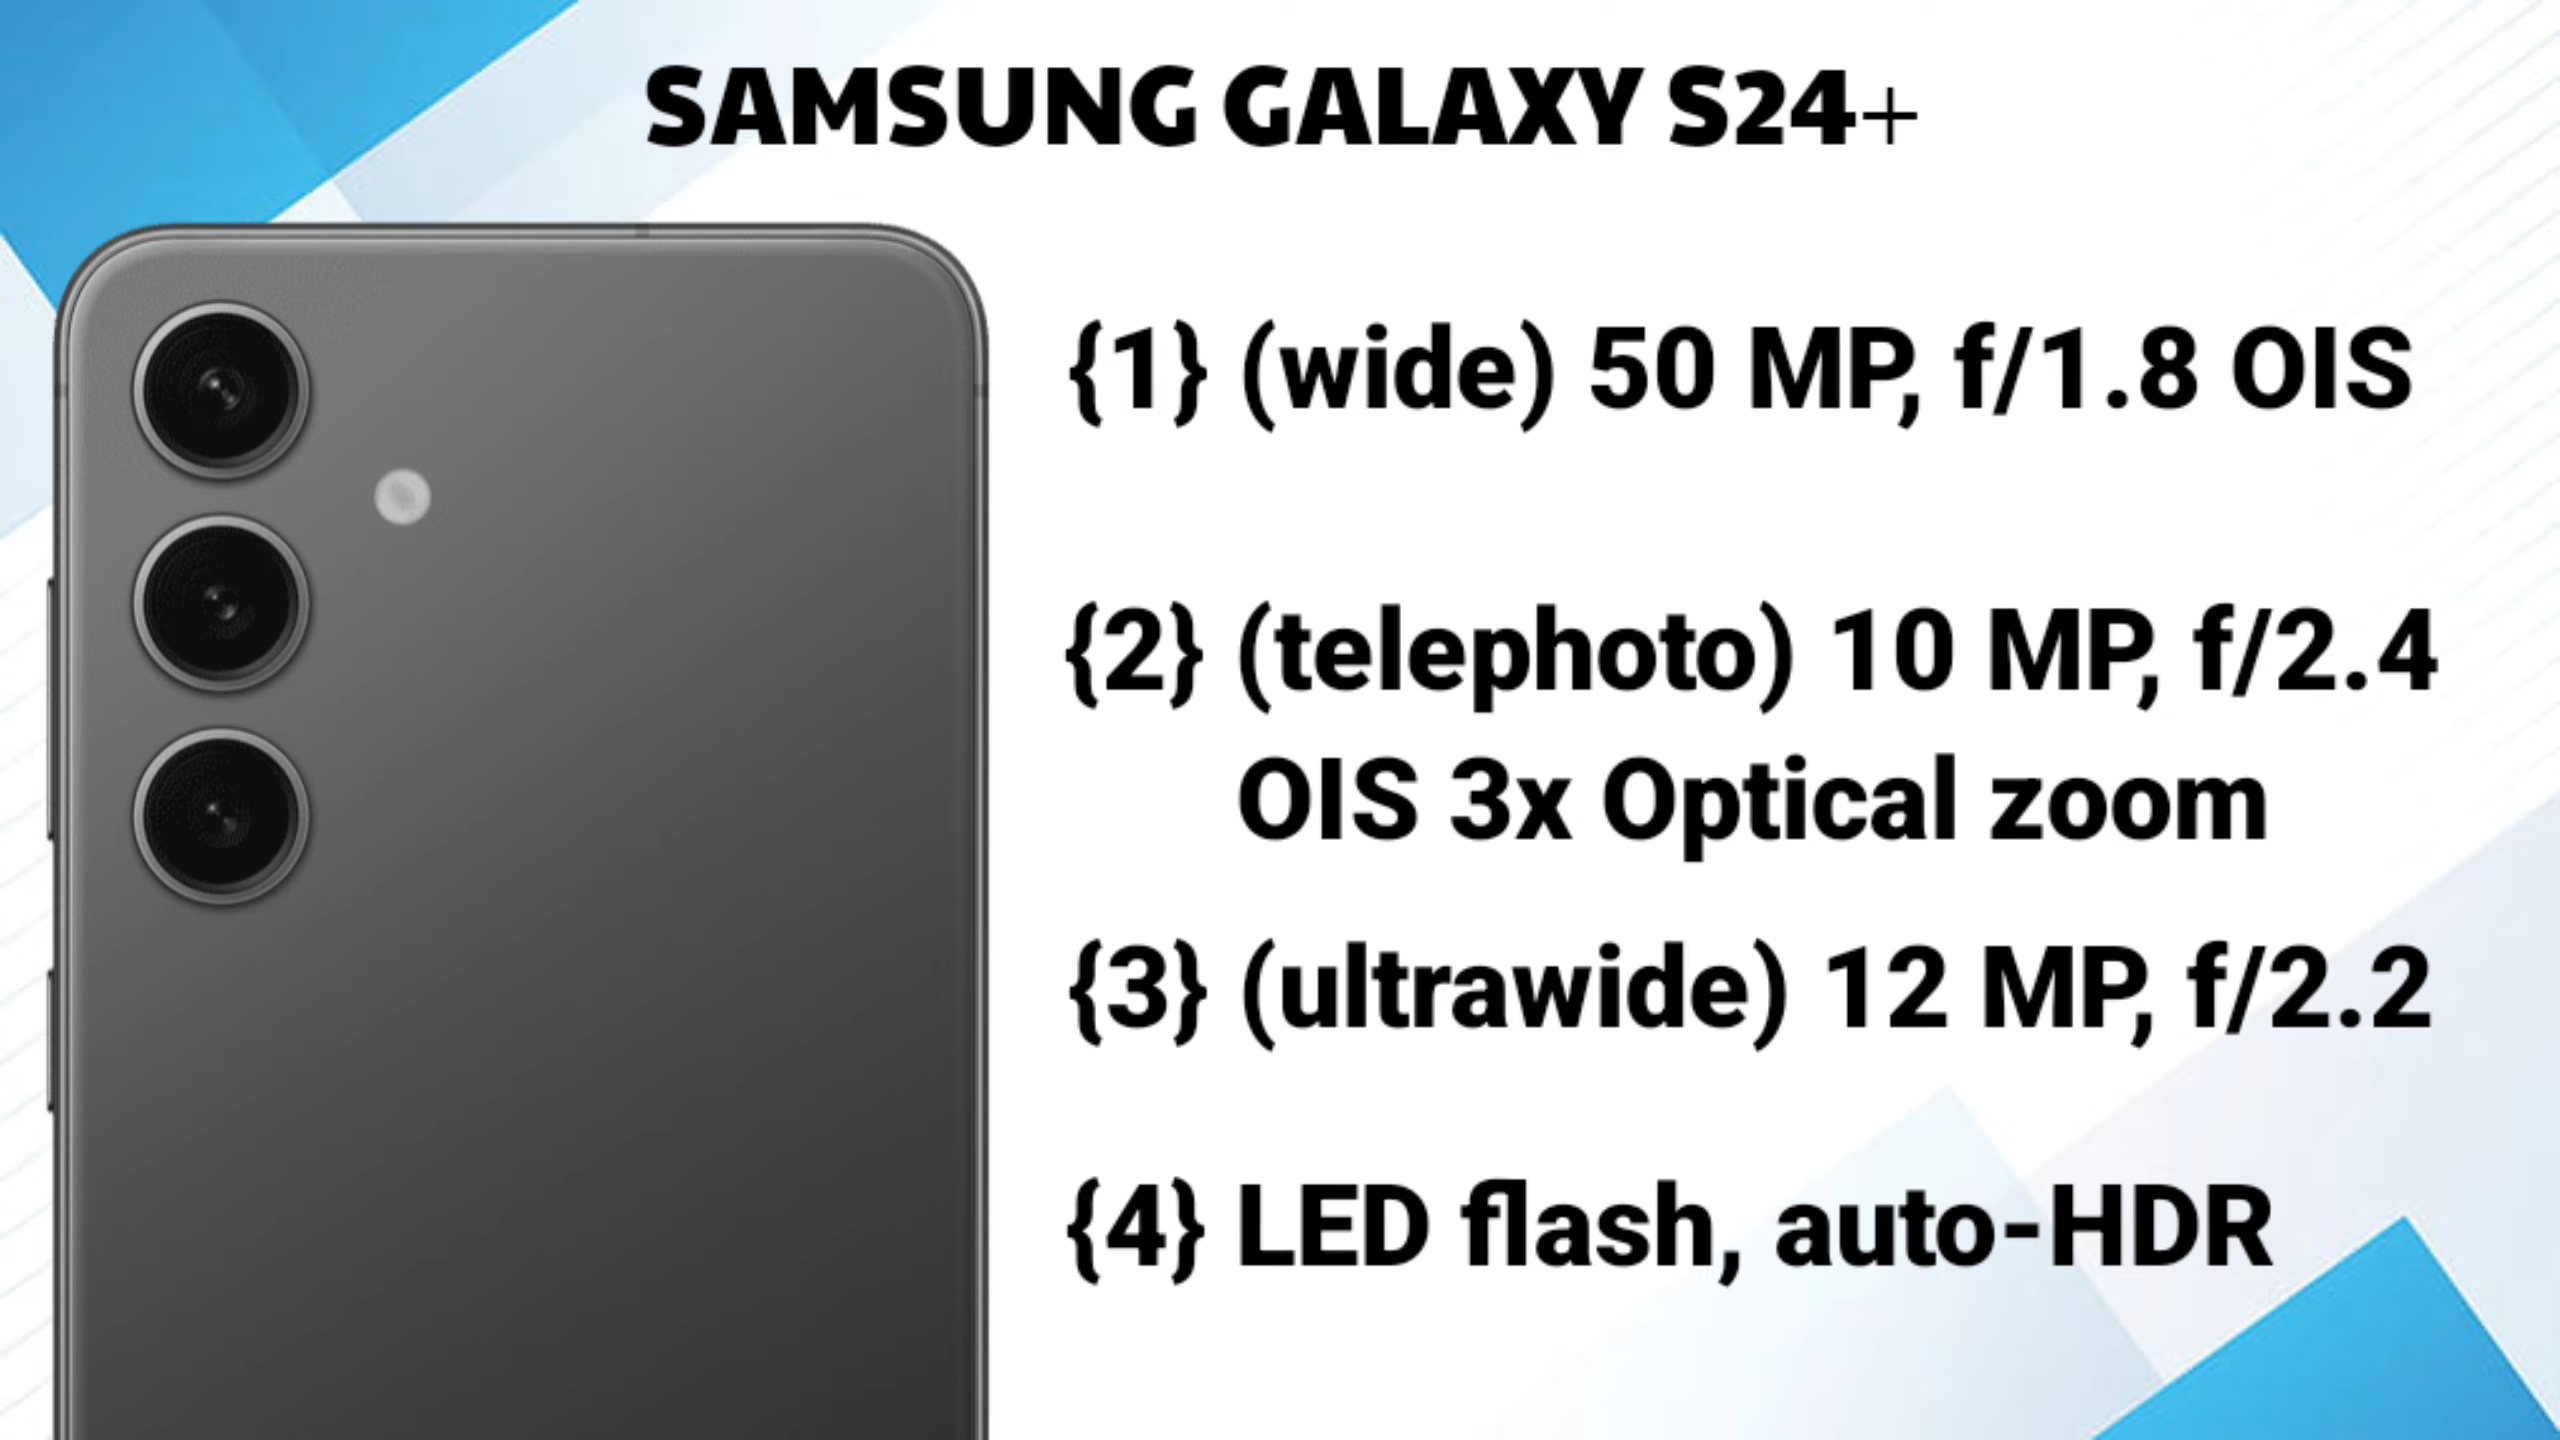 SAMSUNG GALAXY S24+
{1} (wide) 50 MP, f/1.8 OIS
{2} (telephoto) 10 MP, f/2.4
OIS 3x Optical zoom
{3} (ultrawide) 12 MP, f/2.2
{4} LED flash, auto-HDR